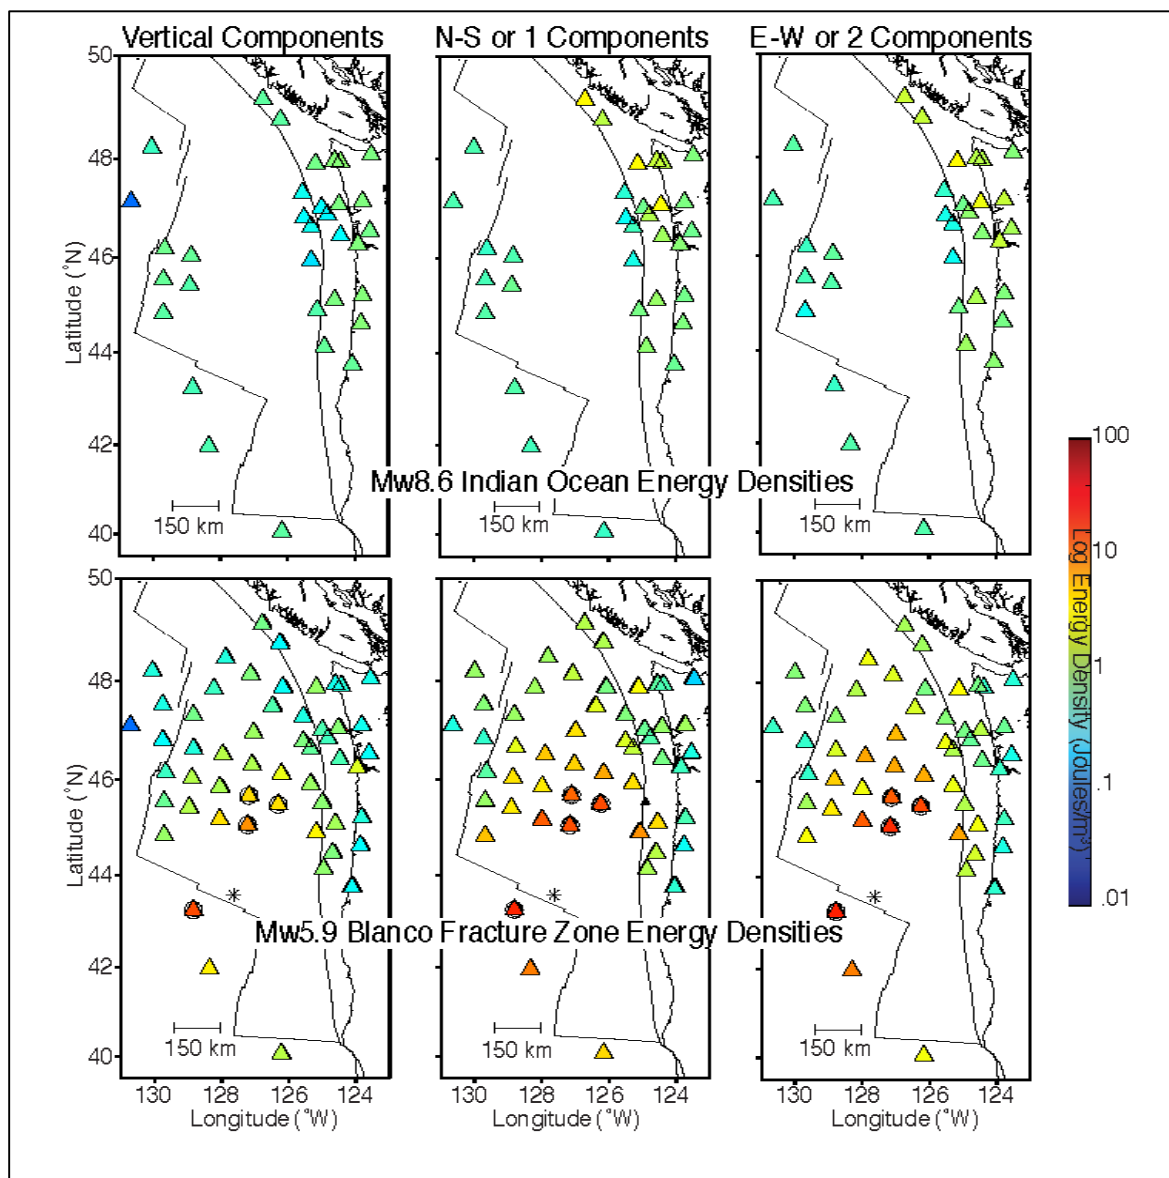 Vertical Components
N-S or 1 Components
E-W or 2 Components
50
48
46
44
42
40
Latitude (°N)
150 km
150 km
150 km
Mw8.6 Indian Ocean Energy Densities
50
48
46
44
42
40
Latitude (°N)
150 km
150 km
150 km
Mw5.9 Blanco Fracture Zone Energy Densities
130 128 126 124
130 128 126 124
130 128 126 124
Longitude (°W)
Longitude (°W)
Longitude (°W)
100
10
1
.1
.01
Log Energy Density (Joules/m³)